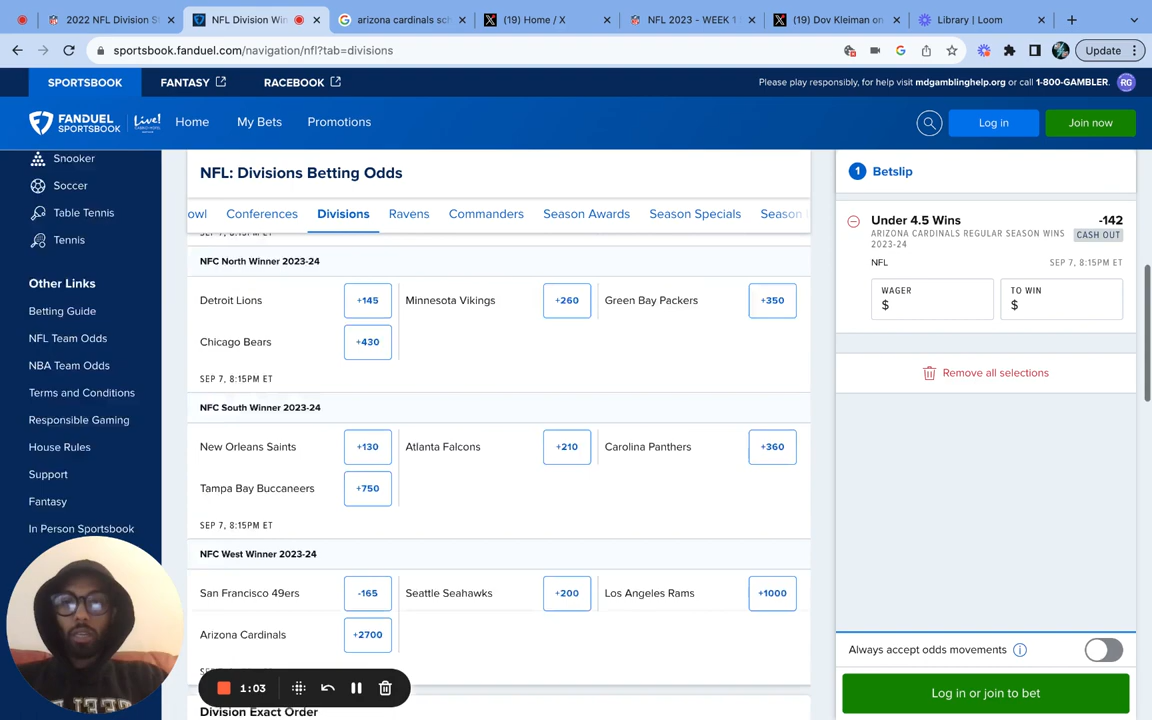 2022 NFL Division S
NFL Division Win
arizona cardinals sch
(19) Home / X
NFL 2023 - WEEK 1
(19) Dov Kleiman on
Library | Loom
sportsbook.fanduel.com/navigation/nfl?tab=divisions
Update
SPORTSBOOK
FANTASY
RACEBOOK
Please play responsibly, for help visit mdgamblinghelp.org or call 1-800-GAMBLER.
RG
FANDUEL
SPORTSBOOK
Live!
Home
My Bets
Promotions
Log in
Join now
Snooker
Soccer
Table Tennis
Tennis
Other Links
Betting Guide
NFL Team Odds
NBA Team Odds
Terms and Conditions
Responsible Gaming
House Rules
Support
Fantasy
In Person Sportsbook
NFL: Divisions Betting Odds
owl
Conferences
Divisions
Ravens
Commanders
Season Awards
Season Specials
Season
NFC North Winner 2023-24
Detroit Lions +145 Minnesota Vikings +260 Green Bay Packers +350
Chicago Bears +430
SEP 7, 8:15PM ET
NFC South Winner 2023-24
New Orleans Saints +130 Atlanta Falcons +210 Carolina Panthers +360
Tampa Bay Buccaneers +750
SEP 7, 8:15PM ET
NFC West Winner 2023-24
San Francisco 49ers -165 Seattle Seahawks +200 Los Angeles Rams +1000
Arizona Cardinals +2700
1:03
Division Exact Order
1 Betslip
Under 4.5 Wins -142
ARIZONA CARDINALS REGULAR SEASON WINS
2023-24
CASH OUT
NFL SEP 7, 8:15PM ET
WAGER
$
TO WIN
$
Remove all selections
Always accept odds movements
Log in or join to bet